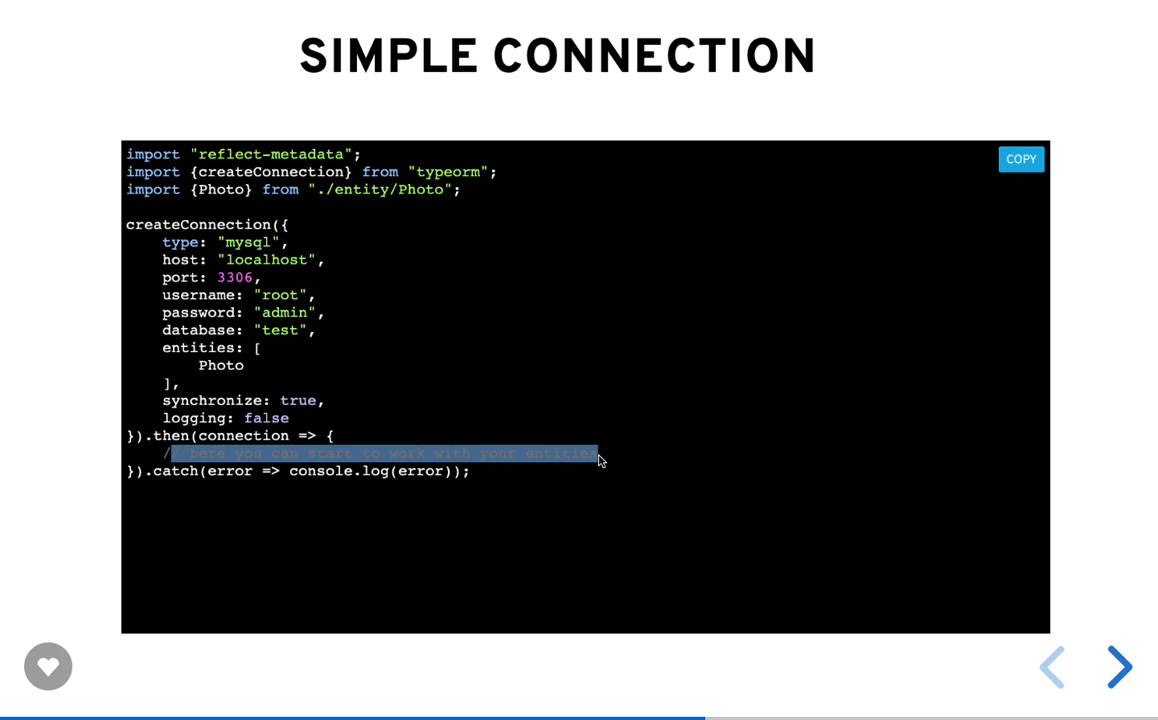 SIMPLE CONNECTION
COPY
import "reflect-metadata";
import {createConnection} from "typeorm";
import {Photo} from "./entity/Photo";
createConnection({
    type: "mysql",
    host: "localhost",
    port: 3306,
    username: "root",
    password: "admin",
    database: "test",
    entities: [
        Photo
    ],
    synchronize: true,
    logging: false
}).then(connection => {
    // here you can start to work with your entities
}).catch(error => console.log(error));